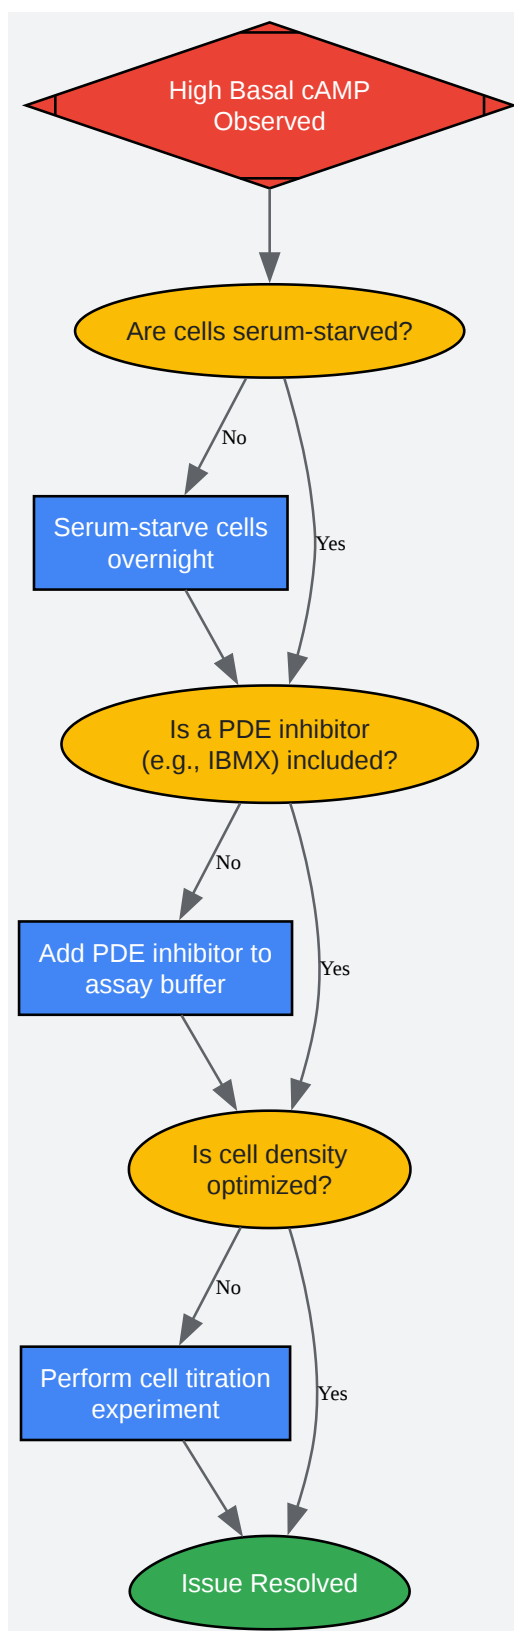 High Basal cAMP
Observed
Are cells serum-starved?
No
Serum-starve cells
overnight
Yes
Is a PDE inhibitor
(e.g., IBMX) included?
No
Add PDE inhibitor to
assay buffer
Yes
Is cell density
optimized?
No
Perform cell titration
experiment
Yes
Issue Resolved